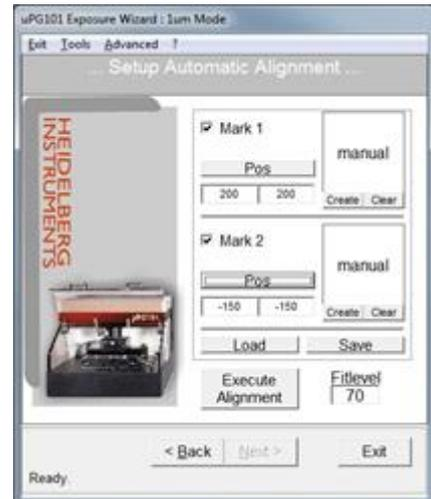 uPG101 Exposure Wizard : 1um Mode
Exit Tools Advanced ?
... Setup Automatic Alignment ...
HEIDELBERG
INSTRUMENTS
Mark 1
manual
Pos
200 200
Create Clear
Mark 2
manual
Pos
-150 -150
Create Clear
Load Save
Execute
Alignment
Fitlevel
70
< Back Next > Exit
Ready.